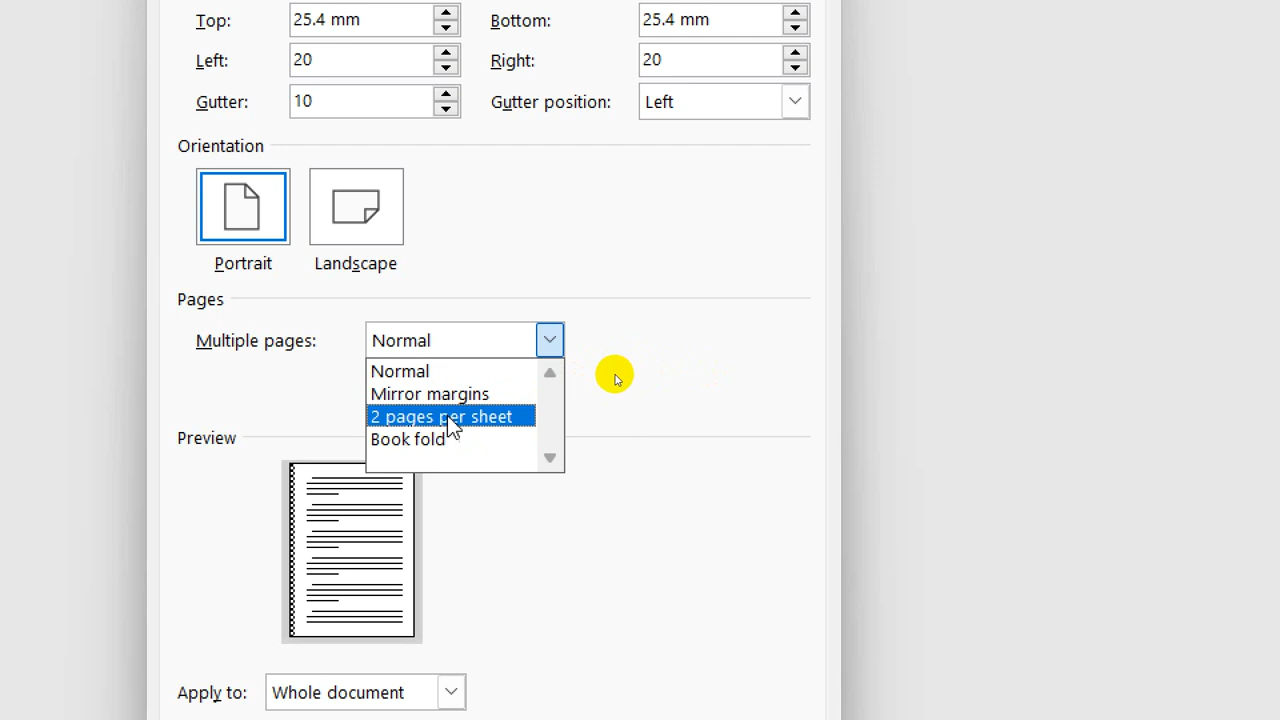 Top: 25.4 mm Bottom: 25.4 mm
Left: 20 Right: 20
Gutter: 10 Gutter position: Left
Orientation
Portrait Landscape
Pages
Multiple pages: Normal
Normal
Mirror margins
2 pages per sheet
Book fold
Preview
Apply to: Whole document